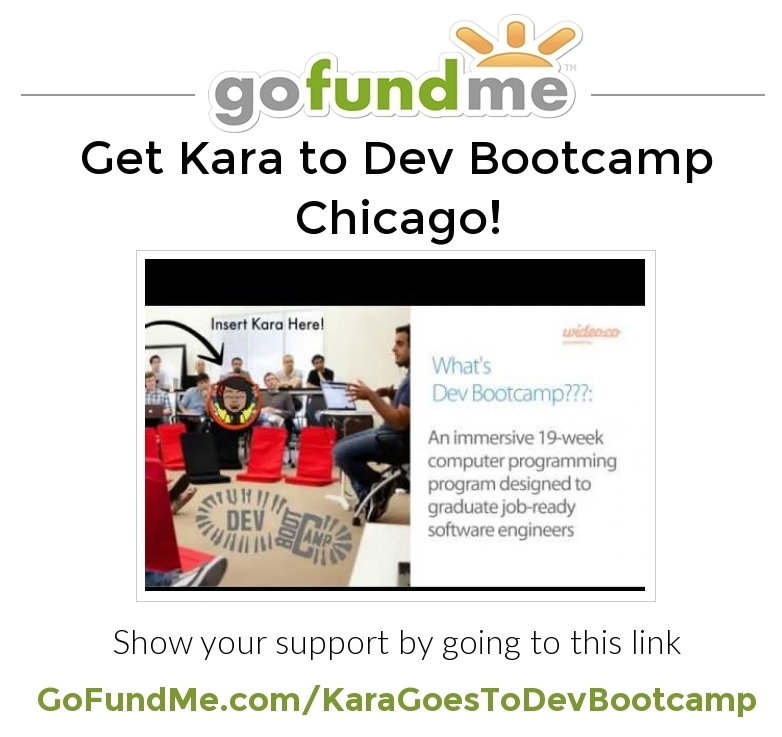 gofundme™
Get Kara to Dev Bootcamp
Chicago!
Insert Kara Here!
wideo.co
What's
Dev Bootcamp???:
An immersive 19-week
computer programming
program designed to
graduate job-ready
software engineers
DEV
BOOT
CAMP
Show your support by going to this link
GoFundMe.com/KaraGoesToDevBootcamp